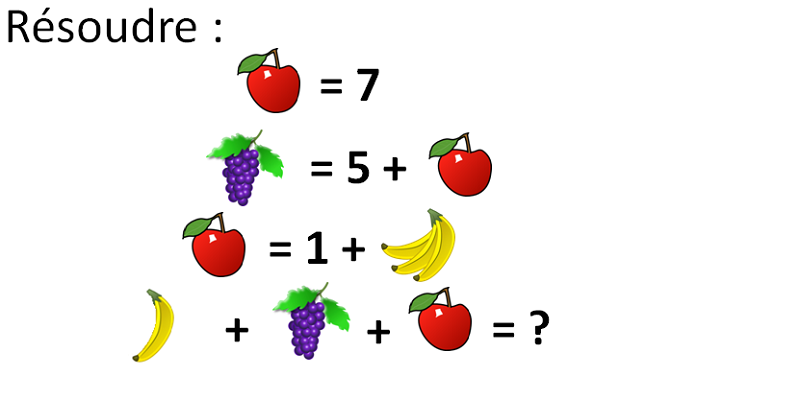 Résoudre :
= 7
= 5 +
= 1 +
+ + = ?